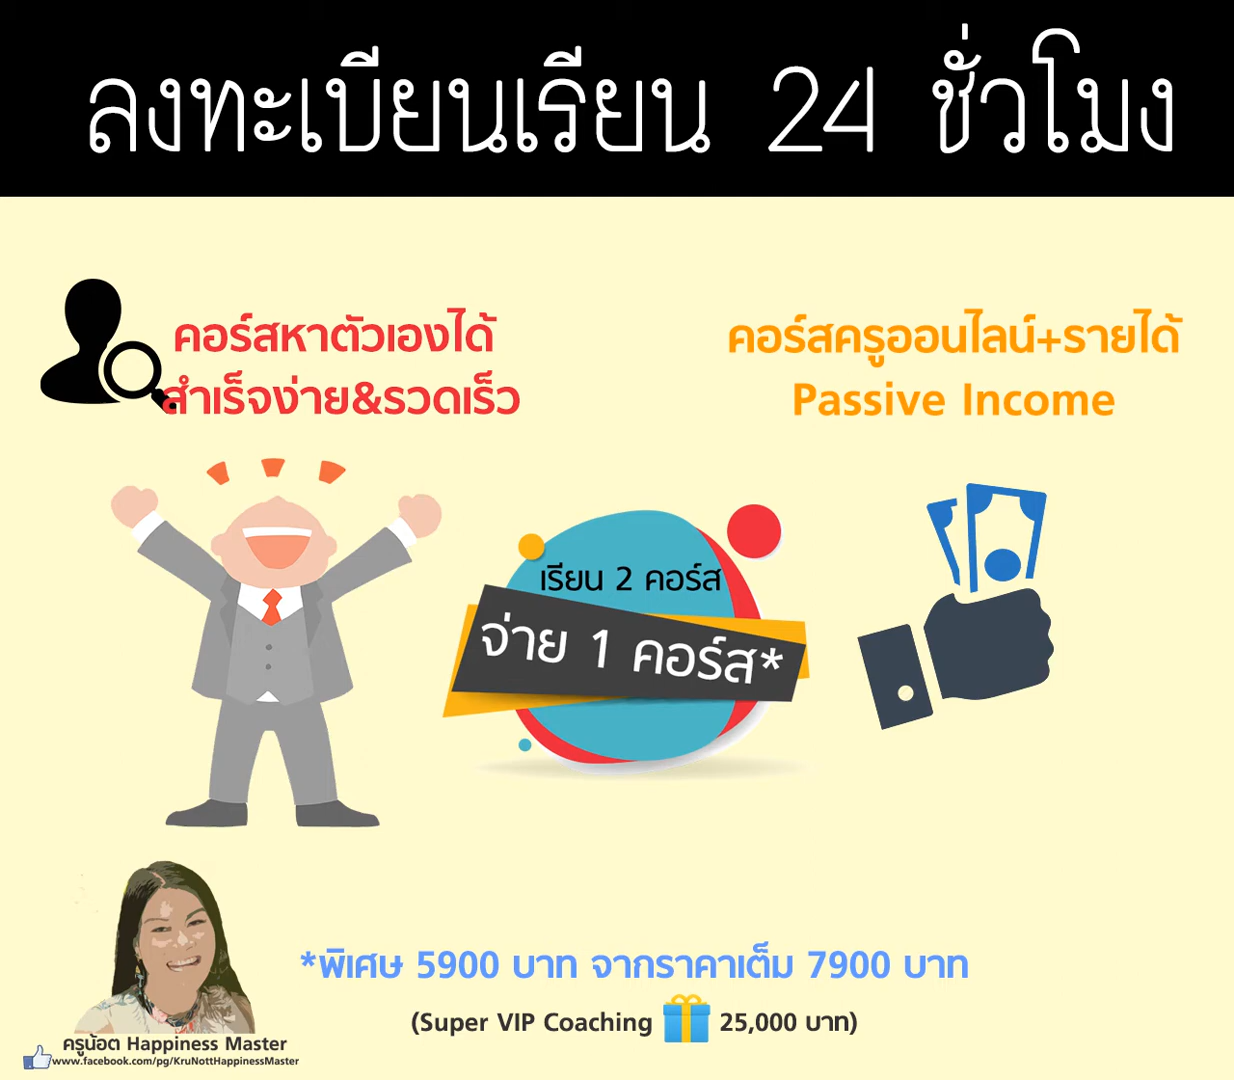 ลงทะเบียนเรียน 24 ชั่วโมง
คอร์สหาตัวเองได้
สำเร็จง่าย&รวดเร็ว
คอร์สครูออนไลน์+รายได้
Passive Income
เรียน 2 คอร์ส
จ่าย 1 คอร์ส*
*พิเศษ 5900 บาท จากราคาเต็ม 7900 บาท
(Super VIP Coaching 25,000 บาท)
ครูน้อต Happiness Master
www.facebook.com/pg/KruNottHappinessMaster